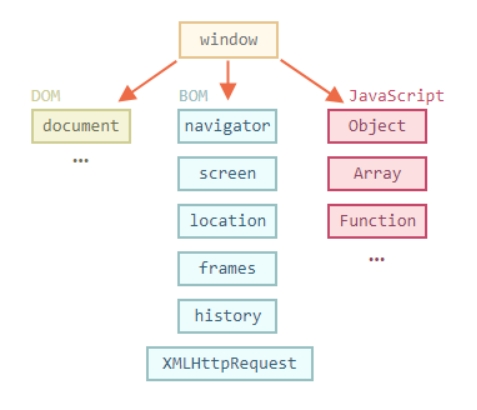 window
DOM
document
...
BOM
navigator
screen
location
frames
history
XMLHttpRequest
JavaScript
Object
Array
Function
...